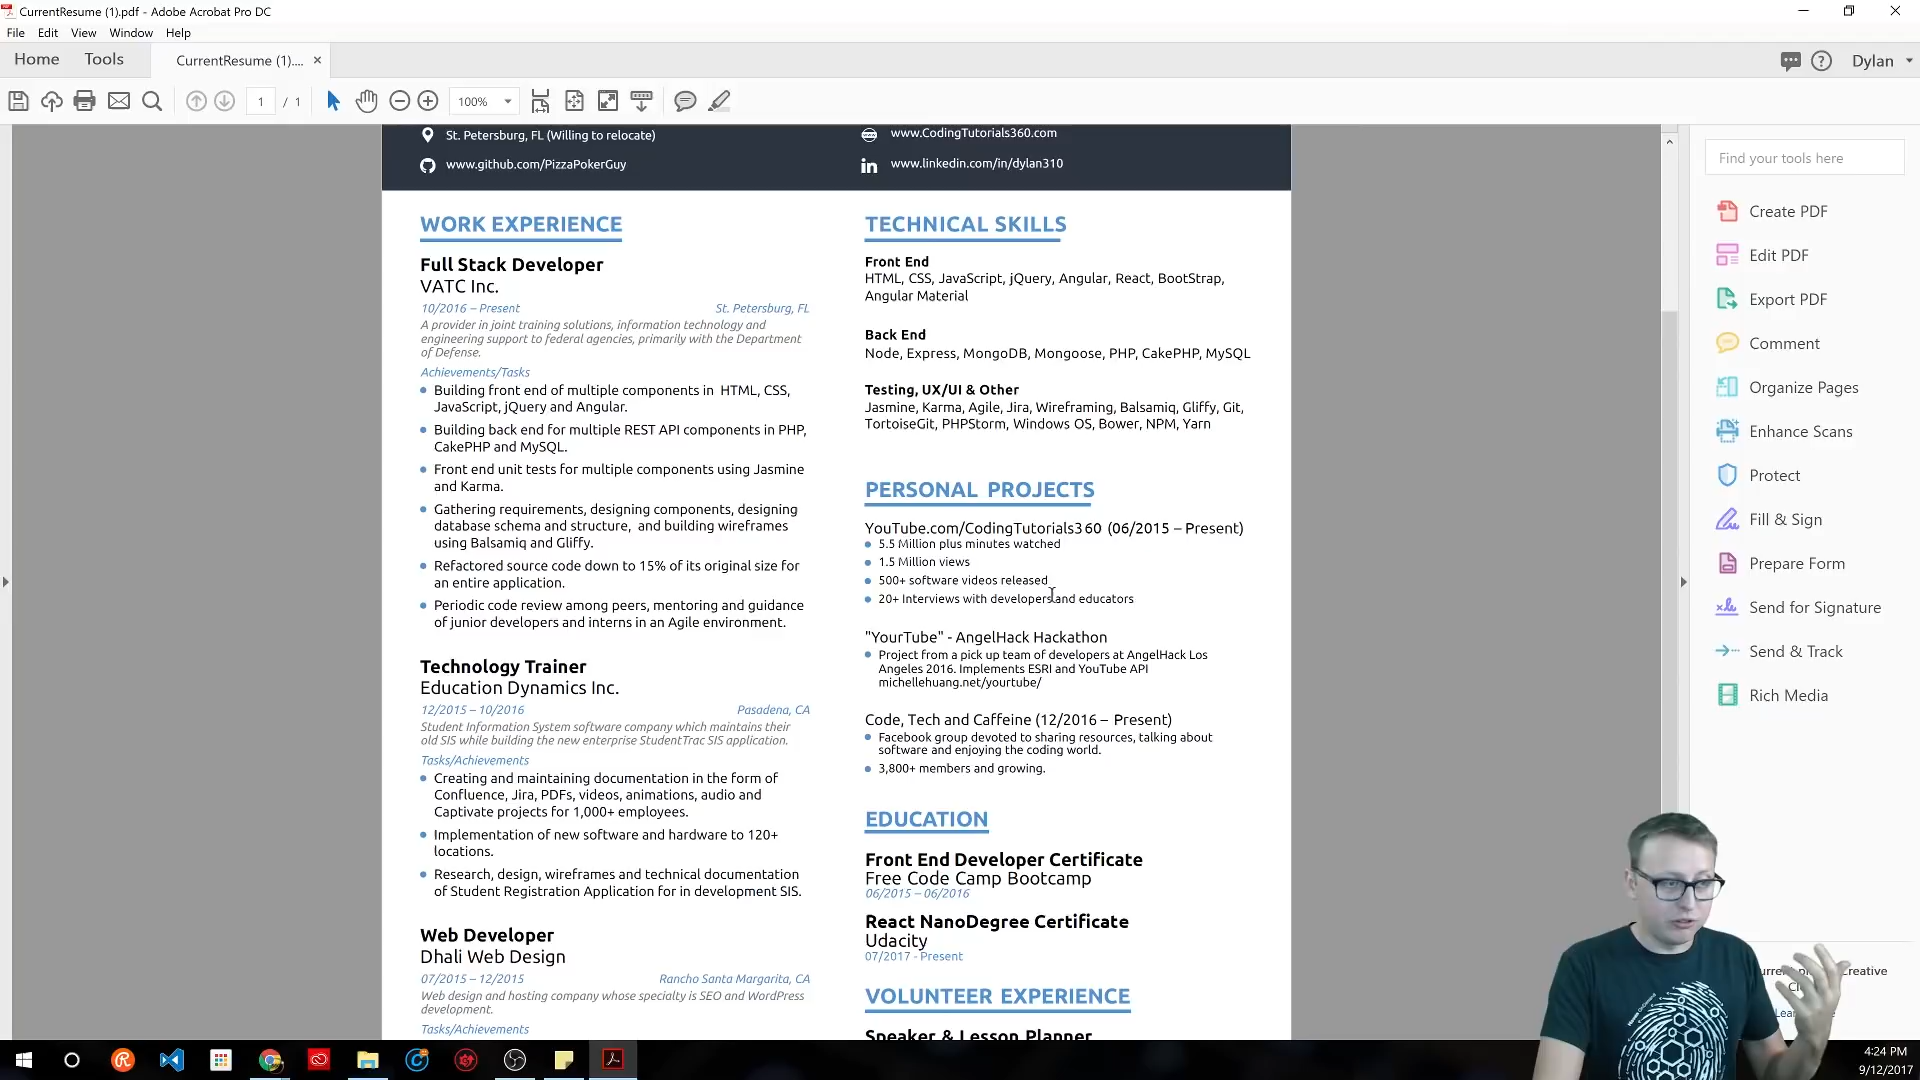 CurrentResume (1).pdf - Adobe Acrobat Pro DC
File Edit View Window Help
Home Tools CurrentResume (1).... ×
Dylan
1 / 1 100%
St. Petersburg, FL (Willing to relocate)
www.github.com/PizzaPokerGuy
www.CodingTutorials360.com
www.linkedin.com/in/dylan310
WORK EXPERIENCE
Full Stack Developer
VATC Inc.
10/2016 – Present St. Petersburg, FL
A provider in joint training solutions, information technology and
engineering support to federal agencies, primarily with the Department
of Defense.
Achievements/Tasks
Building front end of multiple components in HTML, CSS,
JavaScript, jQuery and Angular.
Building back end for multiple REST API components in PHP,
CakePHP and MySQL.
Front end unit tests for multiple components using Jasmine
and Karma.
Gathering requirements, designing components, designing
database schema and structure, and building wireframes
using Balsamiq and Gliffy.
Refactored source code down to 15% of its original size for
an entire application.
Periodic code review among peers, mentoring and guidance
of junior developers and interns in an Agile environment.
Technology Trainer
Education Dynamics Inc.
12/2015 – 10/2016 Pasadena, CA
Student Information System software company which maintains their
old SIS while building the new enterprise StudentTrac SIS application.
Tasks/Achievements
Creating and maintaining documentation in the form of
Confluence, Jira, PDFs, videos, animations, audio and
Captivate projects for 1,000+ employees.
Implementation of new software and hardware to 120+
locations.
Research, design, wireframes and technical documentation
of Student Registration Application for in development SIS.
Web Developer
Dhali Web Design
07/2015 – 12/2015 Rancho Santa Margarita, CA
Web design and hosting company whose specialty is SEO and WordPress
development.
Tasks/Achievements
TECHNICAL SKILLS
Front End
HTML, CSS, JavaScript, jQuery, Angular, React, BootStrap,
Angular Material
Back End
Node, Express, MongoDB, Mongoose, PHP, CakePHP, MySQL
Testing, UX/UI & Other
Jasmine, Karma, Agile, Jira, Wireframing, Balsamiq, Gliffy, Git,
TortoiseGit, PHPStorm, Windows OS, Bower, NPM, Yarn
PERSONAL PROJECTS
YouTube.com/CodingTutorials360 (06/2015 – Present)
5.5 Million plus minutes watched
1.5 Million views
500+ software videos released
20+ Interviews with developers and educators
"YourTube" - AngelHack Hackathon
Project from a pick up team of developers at AngelHack Los
Angeles 2016. Implements ESRI and YouTube API
michellehuang.net/yourtube/
Code, Tech and Caffeine (12/2016 – Present)
Facebook group devoted to sharing resources, talking about
software and enjoying the coding world.
3,800+ members and growing.
EDUCATION
Front End Developer Certificate
Free Code Camp Bootcamp
06/2015 – 06/2016
React NanoDegree Certificate
Udacity
07/2017 - Present
VOLUNTEER EXPERIENCE
Speaker & Lesson Planner
Find your tools here
Create PDF
Edit PDF
Export PDF
Comment
Organize Pages
Enhance Scans
Protect
Fill & Sign
Prepare Form
Send for Signature
Send & Track
Rich Media
4:24 PM
9/12/2017